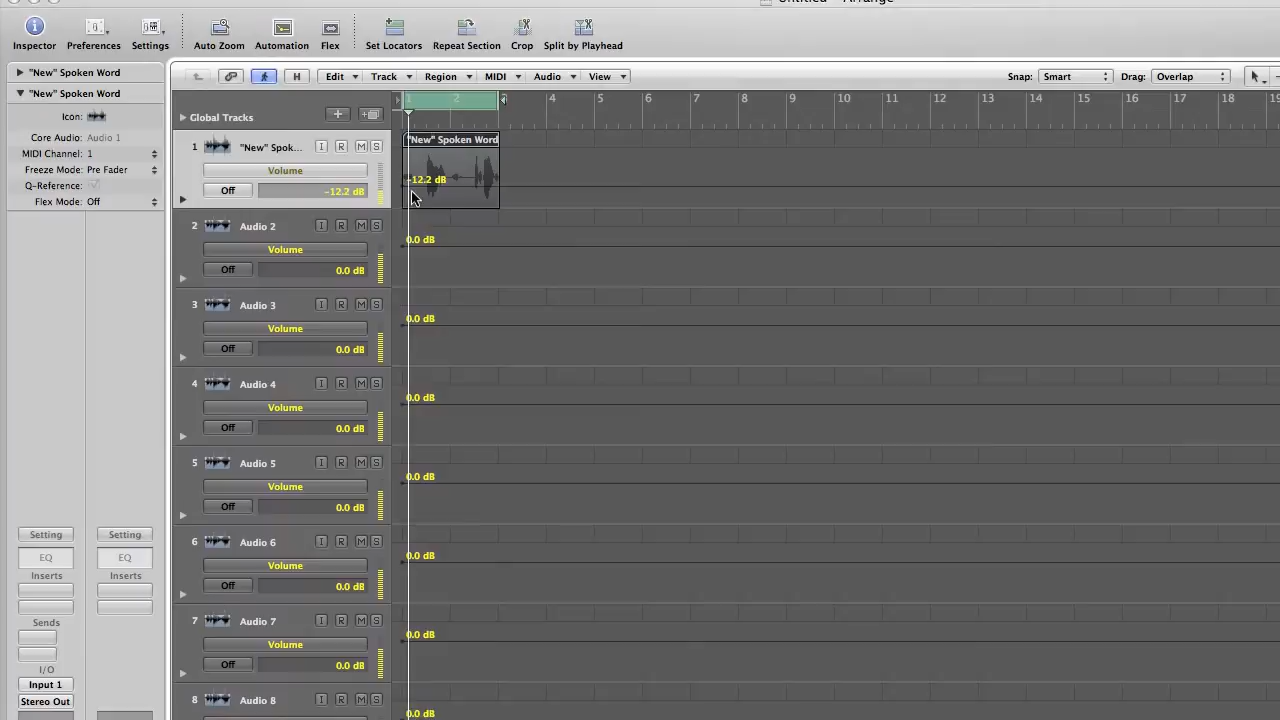 Untitled - Arrange
Inspector Preferences Settings Auto Zoom Automation Flex Set Locators Repeat Section Crop Split by Playhead
"New" Spoken Word
H Edit Track Region MIDI Audio View Snap: Smart Drag: Overlap
"New" Spoken Word
Icon:
Core Audio: Audio 1
MIDI Channel: 1
Freeze Mode: Pre Fader
Q-Reference:
Flex Mode: Off
Global Tracks
1 2 3 4 5 6 7 8 9 10 11 12 13 14 15 16 17 18 19
1 "New" Spok... I R M S
Volume
Off -12.2 dB
"New" Spoken Word
-12.2 dB
2 Audio 2 I R M S
Volume
Off 0.0 dB
0.0 dB
3 Audio 3 I R M S
Volume
Off 0.0 dB
0.0 dB
4 Audio 4 I R M S
Volume
Off 0.0 dB
0.0 dB
5 Audio 5 I R M S
Volume
Off 0.0 dB
0.0 dB
6 Audio 6 I R M S
Volume
Off 0.0 dB
0.0 dB
7 Audio 7 I R M S
Volume
Off 0.0 dB
0.0 dB
8 Audio 8 I R M S
0.0 dB
Setting Setting
EQ EQ
Inserts Inserts
Sends
I/O
Input 1
Stereo Out